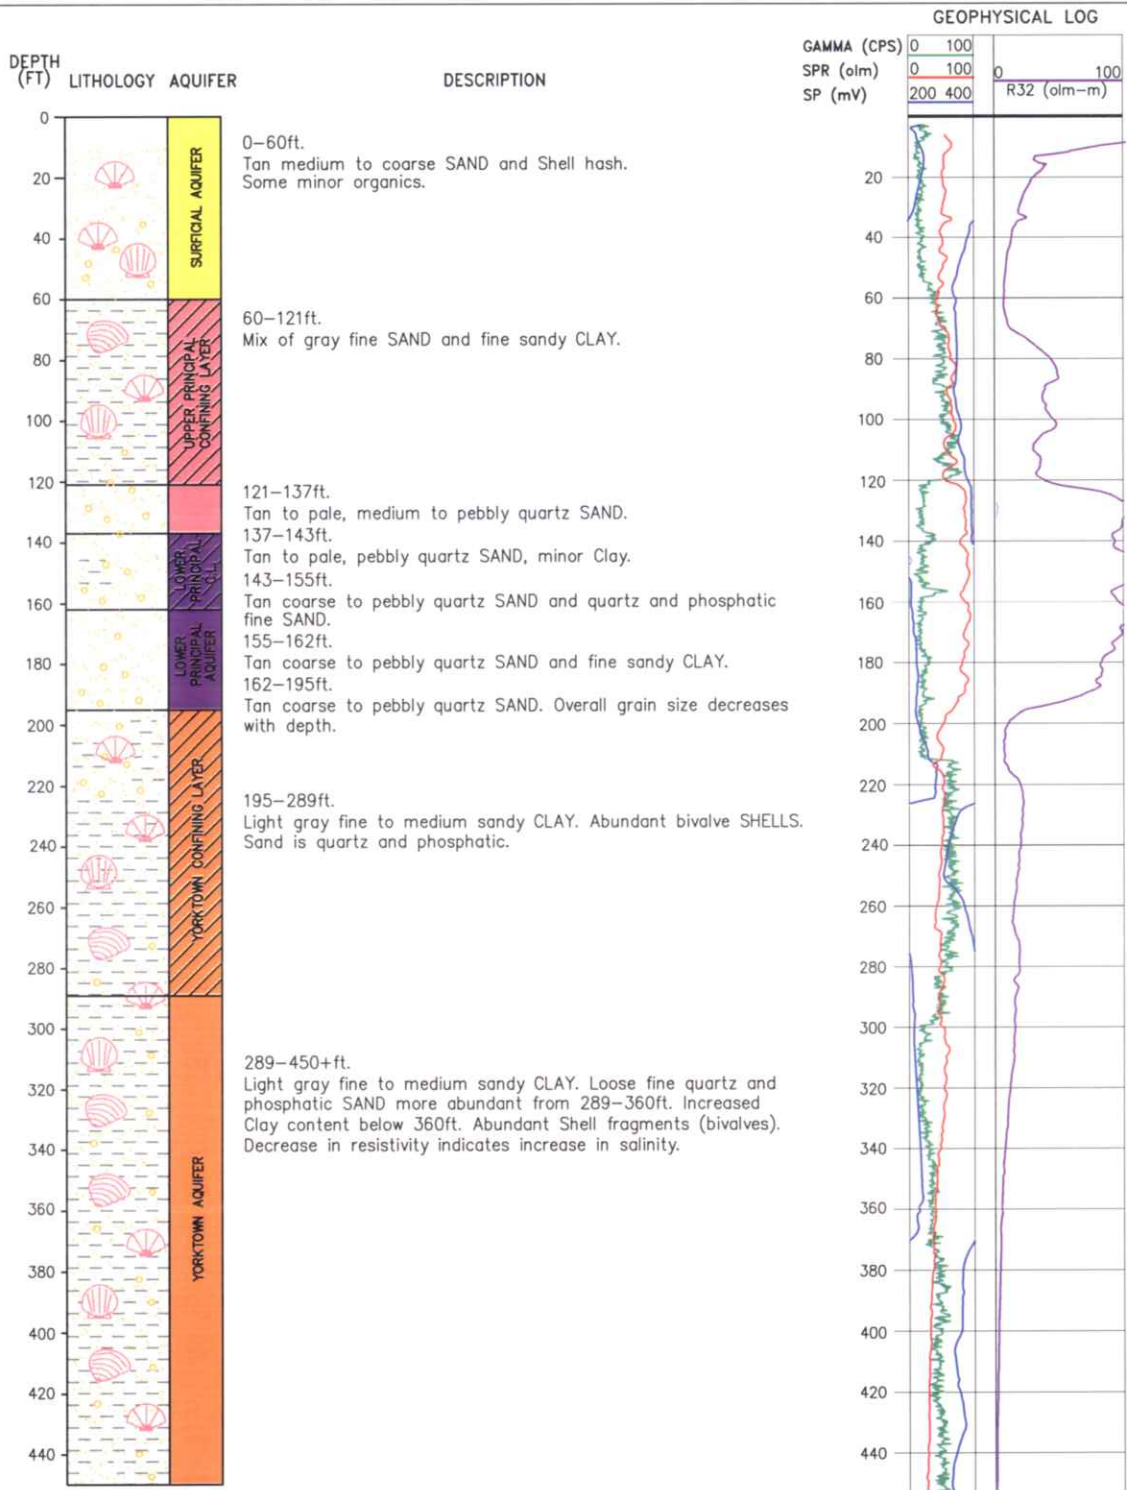 GEOPHYSICAL LOG
DEPTH
(FT)
LITHOLOGY
AQUIFER
DESCRIPTION
GAMMA (CPS)
0 100
SPR (olm)
0 100
SP (mV)
200 400
0 100
R32 (olm-m)
0
20
40
60
80
100
120
140
160
180
200
220
240
260
280
300
320
340
360
380
400
420
440
SURFICIAL AQUIFER
UPPER PRINCIPAL
CONFINING LAYER
LOWER
PRINCIPAL
C.L.
LOWER
PRINCIPAL
AQUIFER
YORKTOWN CONFINING LAYER
YORKTOWN AQUIFER
0-60ft.
Tan medium to coarse SAND and Shell hash.
Some minor organics.
60-121ft.
Mix of gray fine SAND and fine sandy CLAY.
121-137ft.
Tan to pale, medium to pebbly quartz SAND.
137-143ft.
Tan to pale, pebbly quartz SAND, minor Clay.
143-155ft.
Tan coarse to pebbly quartz SAND and quartz and phosphatic
fine SAND.
155-162ft.
Tan coarse to pebbly quartz SAND and fine sandy CLAY.
162-195ft.
Tan coarse to pebbly quartz SAND. Overall grain size decreases
with depth.
195-289ft.
Light gray fine to medium sandy CLAY. Abundant bivalve SHELLS.
Sand is quartz and phosphatic.
289-450+ft.
Light gray fine to medium sandy CLAY. Loose fine quartz and
phosphatic SAND more abundant from 289-360ft. Increased
Clay content below 360ft. Abundant Shell fragments (bivalves).
Decrease in resistivity indicates increase in salinity.
20
40
60
80
100
120
140
160
180
200
220
240
260
280
300
320
340
360
380
400
420
440